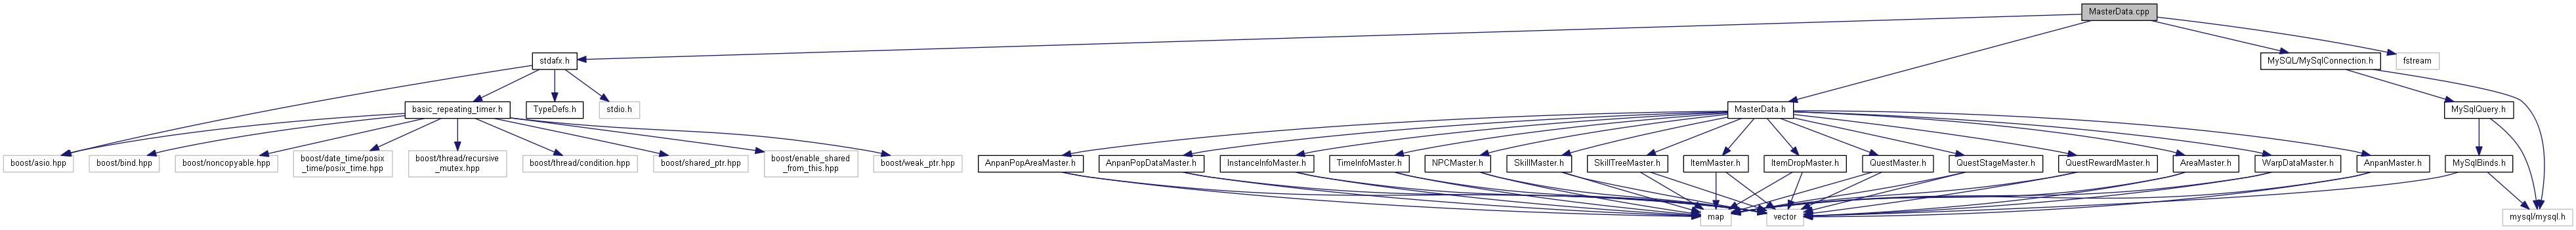 MasterData.cpp
stdafx.h
MySQL/MySqlConnection.h
fstream
basic_repeating_timer.h
TypeDefs.h
stdio.h
MasterData.h
MySqlQuery.h
boost/asio.hpp
boost/bind.hpp
boost/noncopyable.hpp
boost/date_time/posix
_time/posix_time.hpp
boost/thread/recursive
_mutex.hpp
boost/thread/condition.hpp
boost/shared_ptr.hpp
boost/enable_shared
_from_this.hpp
boost/weak_ptr.hpp
AnpanPopAreaMaster.h
AnpanPopDataMaster.h
InstanceInfoMaster.h
TimeInfoMaster.h
NPCMaster.h
SkillMaster.h
SkillTreeMaster.h
ItemMaster.h
ItemDropMaster.h
QuestMaster.h
QuestStageMaster.h
QuestRewardMaster.h
AreaMaster.h
WarpDataMaster.h
AnpanMaster.h
MySqlBinds.h
map
vector
mysql/mysql.h